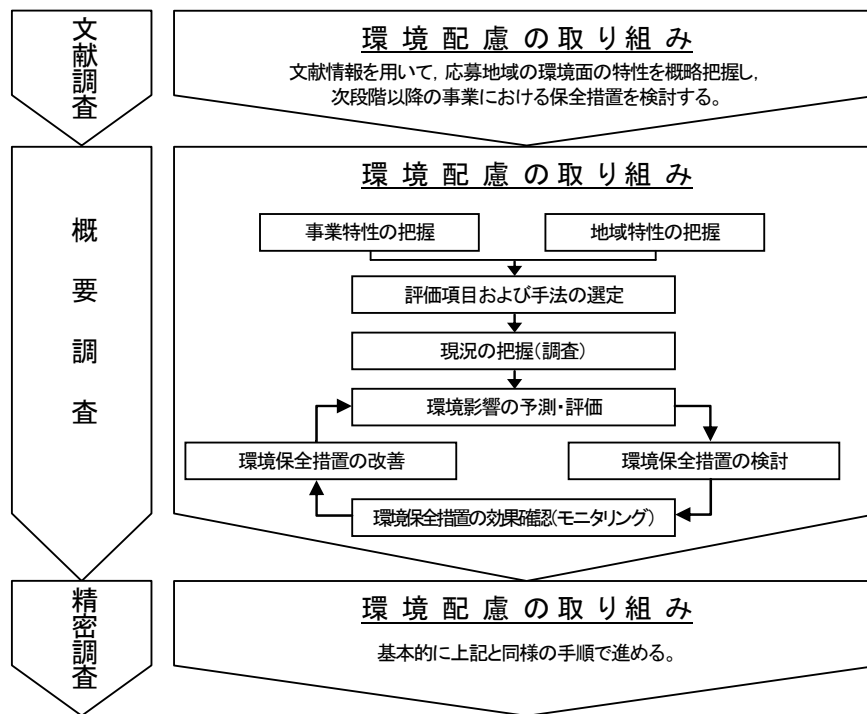 文献調査
環境配慮の取り組み
文献情報を用いて，応募地域の環境面の特性を概略把握し，
次段階以降の事業における保全措置を検討する。
概要調査
環境配慮の取り組み
事業特性の把握
地域特性の把握
評価項目および手法の選定
現況の把握(調査)
環境影響の予測・評価
環境保全措置の改善
環境保全措置の検討
環境保全措置の効果確認(モニタリング)
精密調査
環境配慮の取り組み
基本的に上記と同様の手順で進める。